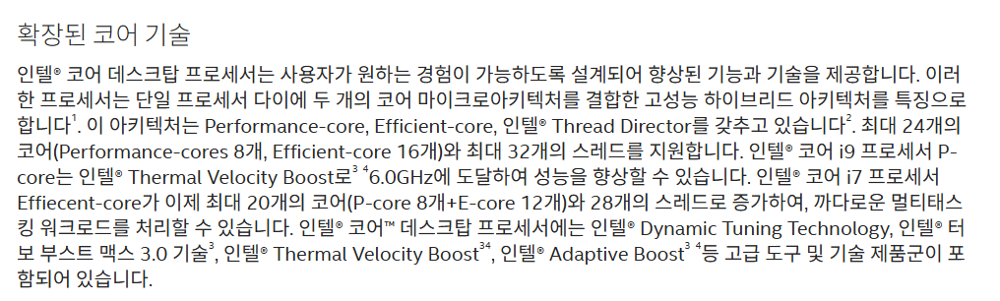 확장된 코어 기술
인텔® 코어 데스크탑 프로세서는 사용자가 원하는 경험이 가능하도록 설계되어 향상된 기능과 기술을 제공합니다. 이러
한 프로세서는 단일 프로세서 다이에 두 개의 코어 마이크로아키텍처를 결합한 고성능 하이브리드 아키텍처를 특징으로
합니다¹. 이 아키텍처는 Performance-core, Efficient-core, 인텔® Thread Director를 갖추고 있습니다². 최대 24개의
코어(Performance-cores 8개, Efficient-core 16개)와 최대 32개의 스레드를 지원합니다. 인텔® 코어 i9 프로세서 P-
core는 인텔® Thermal Velocity Boost로³ ⁴6.0GHz에 도달하여 성능을 향상할 수 있습니다. 인텔® 코어 i7 프로세서
Effiecent-core가 이제 최대 20개의 코어(P-core 8개+E-core 12개)와 28개의 스레드로 증가하여, 까다로운 멀티태스
킹 워크로드를 처리할 수 있습니다. 인텔® 코어™ 데스크탑 프로세서에는 인텔® Dynamic Tuning Technology, 인텔® 터
보 부스트 맥스 3.0 기술³, 인텔® Thermal Velocity Boost³⁴, 인텔® Adaptive Boost³ ⁴등 고급 도구 및 기술 제품군이 포
함되어 있습니다.